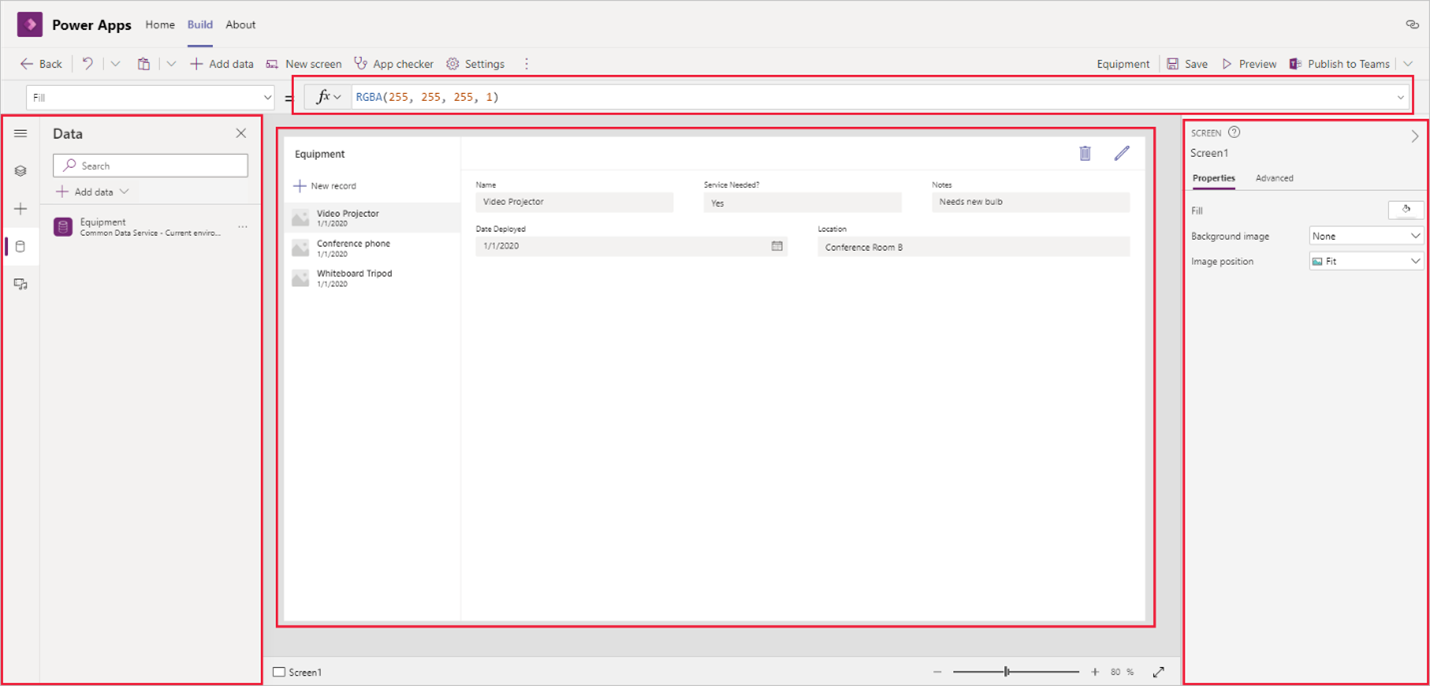 Power Apps Home Build About
Back Add data New screen App checker Settings Equipment Save Preview Publish to Teams
Fill = fx RGBA(255, 255, 255, 1)
Data
Search
Add data
Equipment
Common Data Service - Current enviro...
Equipment
New record
Video Projector
1/1/2020
Conference phone
1/1/2020
Whiteboard Tripod
1/1/2020
Name Service Needed? Notes
Video Projector Yes Needs new bulb
Date Deployed Location
1/1/2020 Conference Room B
SCREEN
Screen1
Properties Advanced
Fill
Background image None
Image position Fit
Screen1 80 %